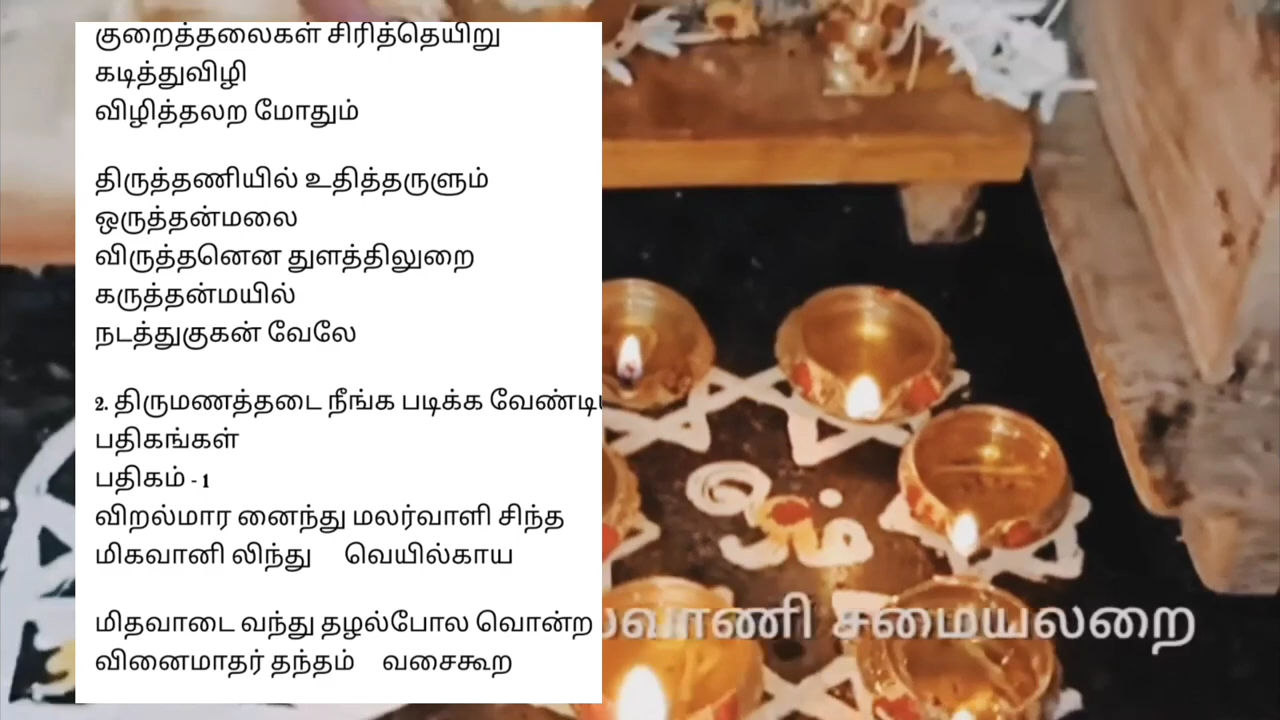 குறைத்தலைகள் சிரித்தெயிறு
கடித்துவிழி
விழித்தலற மோதும்
திருத்தணியில் உதித்தருளும்
ஒருத்தன்மலை
விருத்தனென துளத்திலுறை
கருத்தன்மயில்
நடத்துகுகன் வேலே
2. திருமணத்தடை நீங்க படிக்க
பதிகங்கள்
பதிகம் - 1
விறல்மார னைந்து மலர்வாளி சிந்த
மிகவானி லிந்து வெயில்காய
மிதவாடை வந்து தழல்போல வொன்ற
வினைமாதர் தந்தம் வசைகூற
ஓம்
சமையலறை